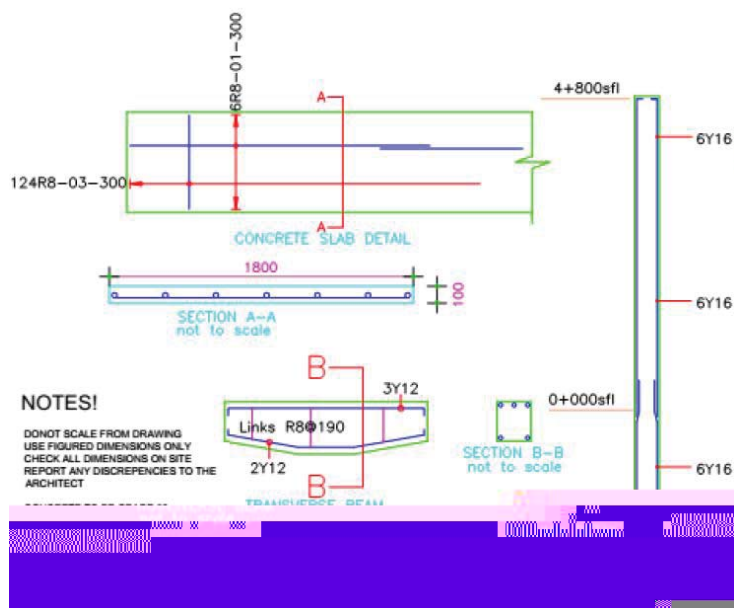 6R8-01-300
4+800sfl
A
6Y16
124R8-03-300
A
CONCRETE SLAB DETAIL
1800
100
SECTION A-A
not to scale
6Y16
B
3Y12
NOTES!
0+000sfl
Links R8@190
DONOT SCALE FROM DRAWING
USE FIGURED DIMENSIONS ONLY
CHECK ALL DIMENSIONS ON SITE
REPORT ANY DISCREPENCIES TO THE
ARCHITECT
2Y12
SECTION B-B
not to scale
6Y16
B
TRANSVERSE BEAM